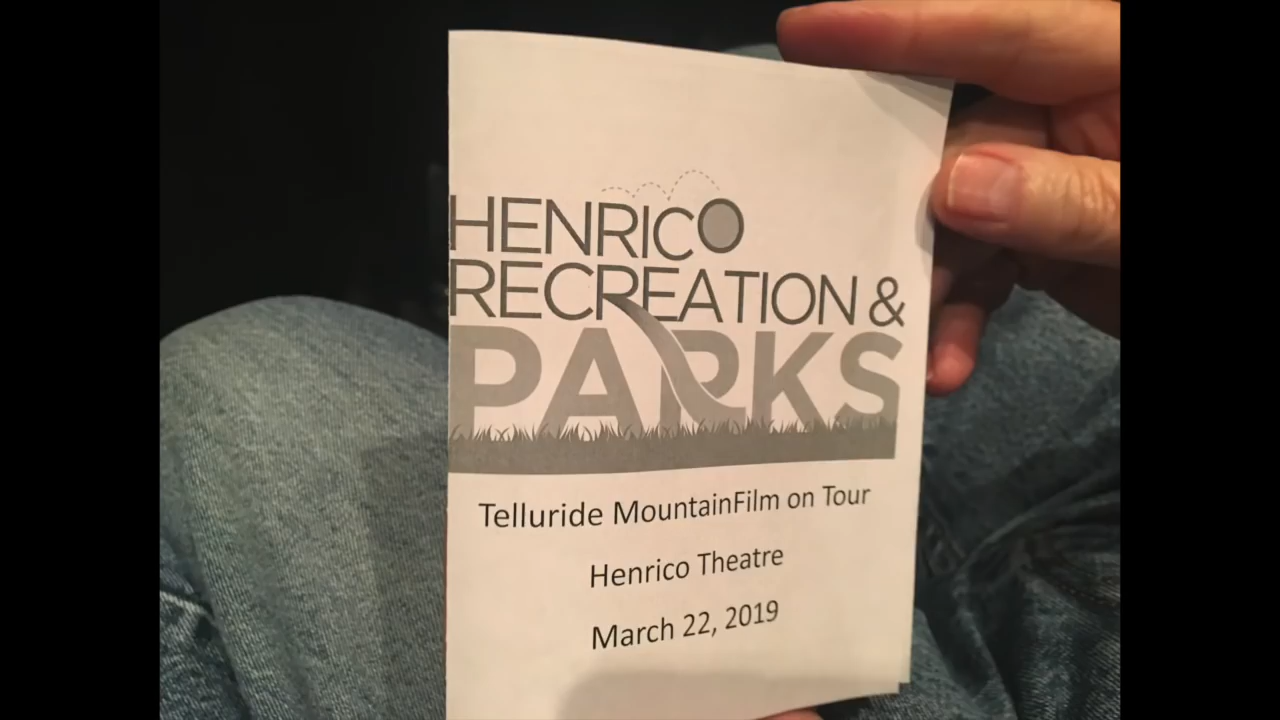 HENRICO
RECREATION &
PARKS
Telluride MountainFilm on Tour
Henrico Theatre
March 22, 2019